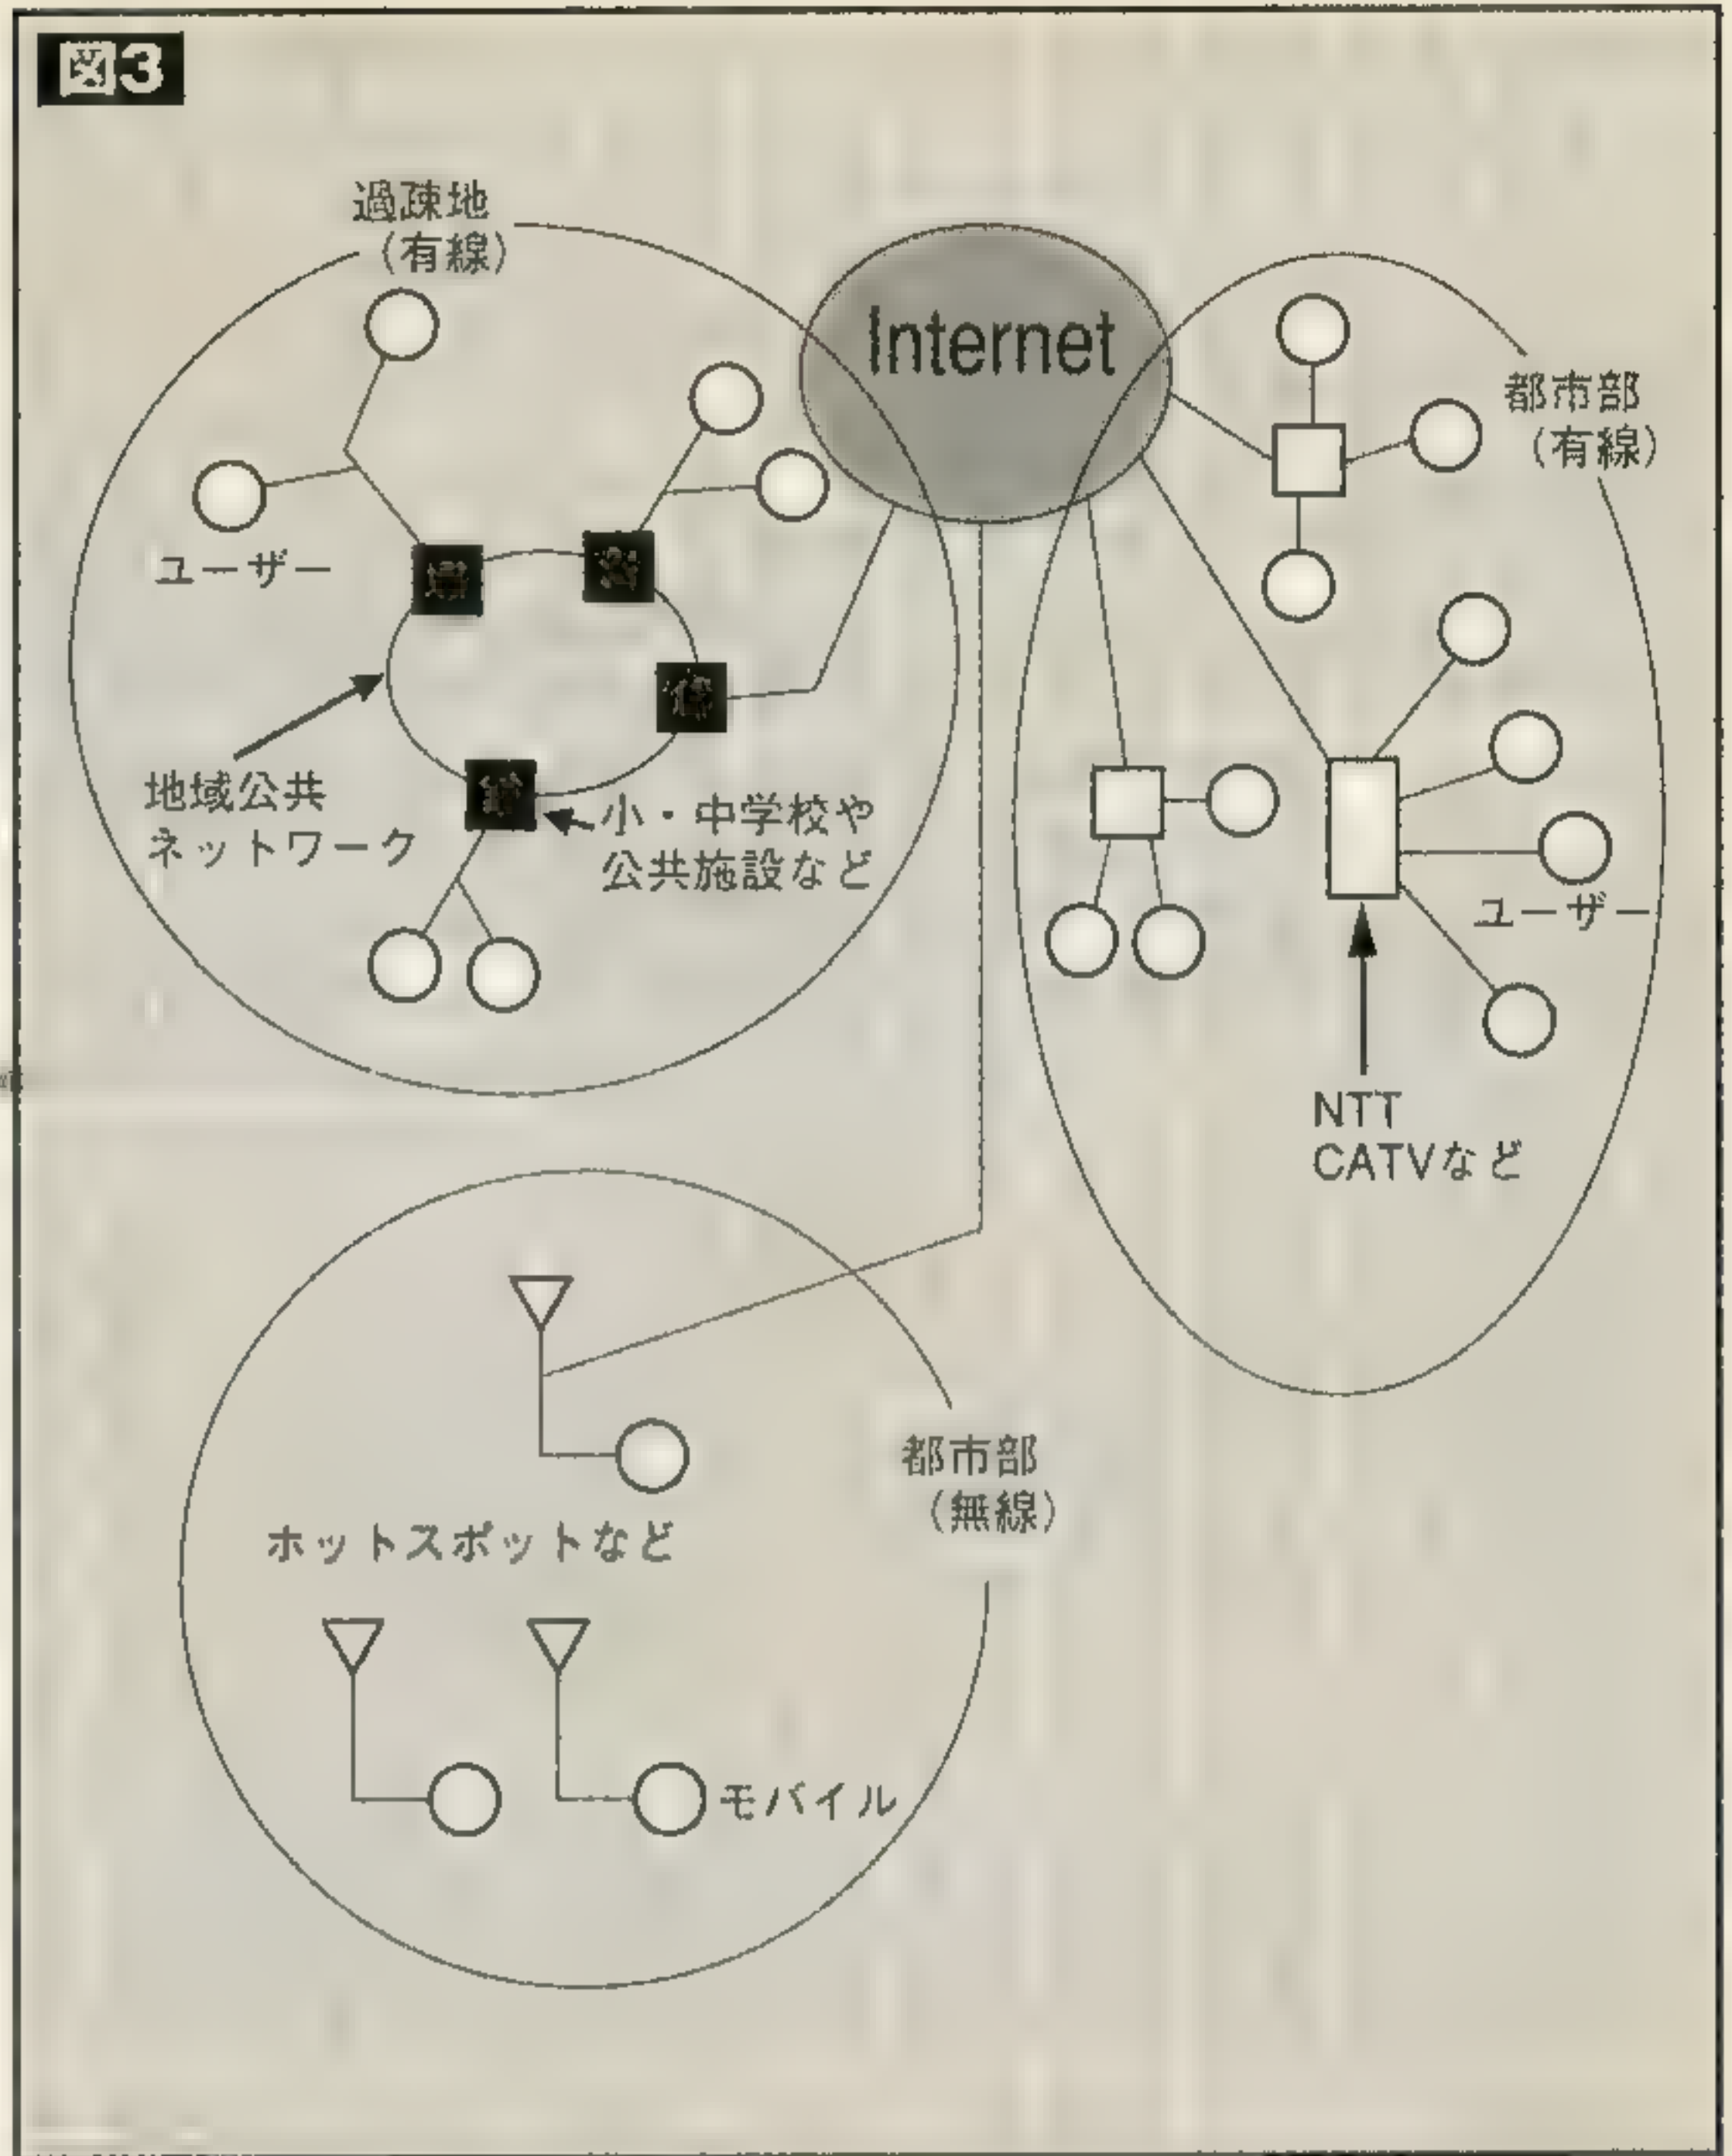 図3
過疎地
（有線）
Internet
都市部
（有線）
ユーザー
地域公共
ネットワーク
小・中学校や
公共施設など
ユーザー
NTT
CATVなど
都市部
（無線）
ホットスポットなど
モバイル